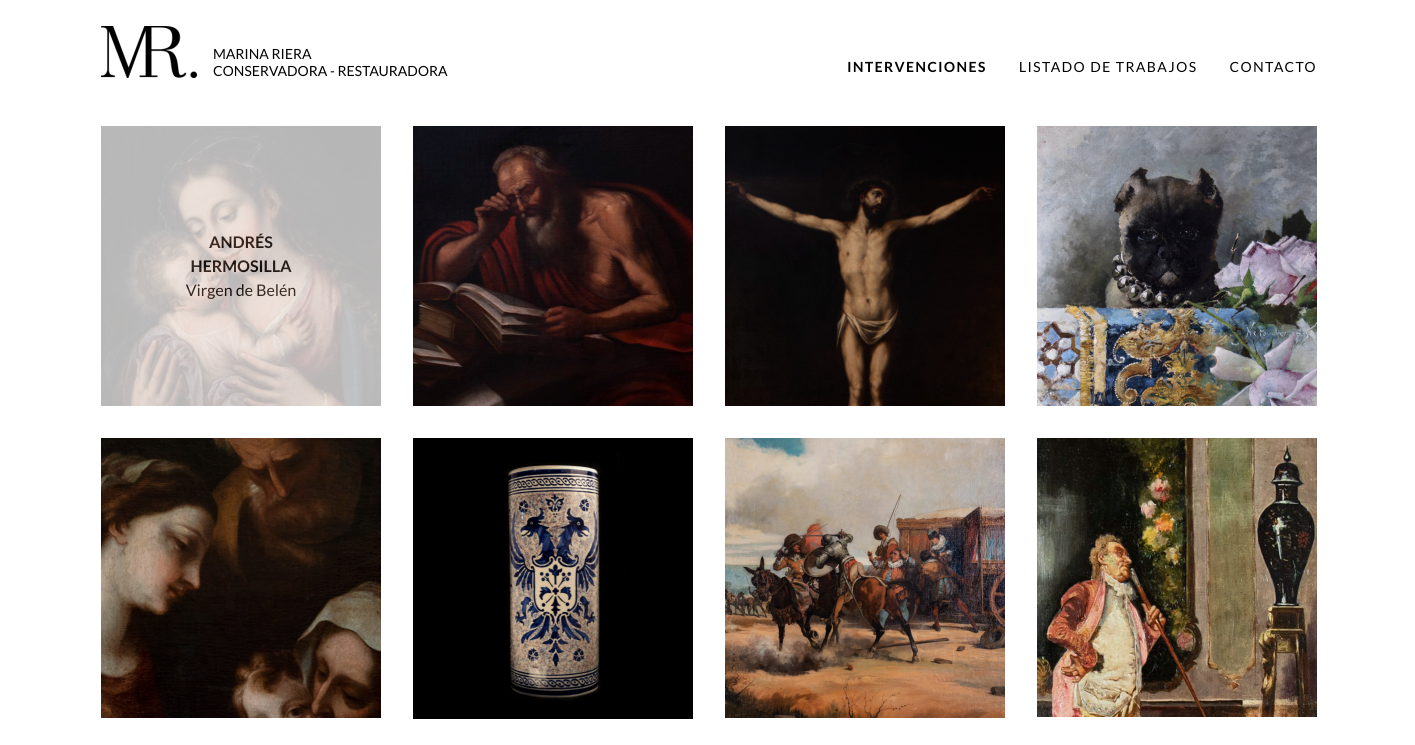 MR.
MARINA RIERA
CONSERVADORA - RESTAURADORA
INTERVENCIONES
LISTADO DE TRABAJOS
CONTACTO
ANDRÉS
HERMOSILLA
Virgen de Belén